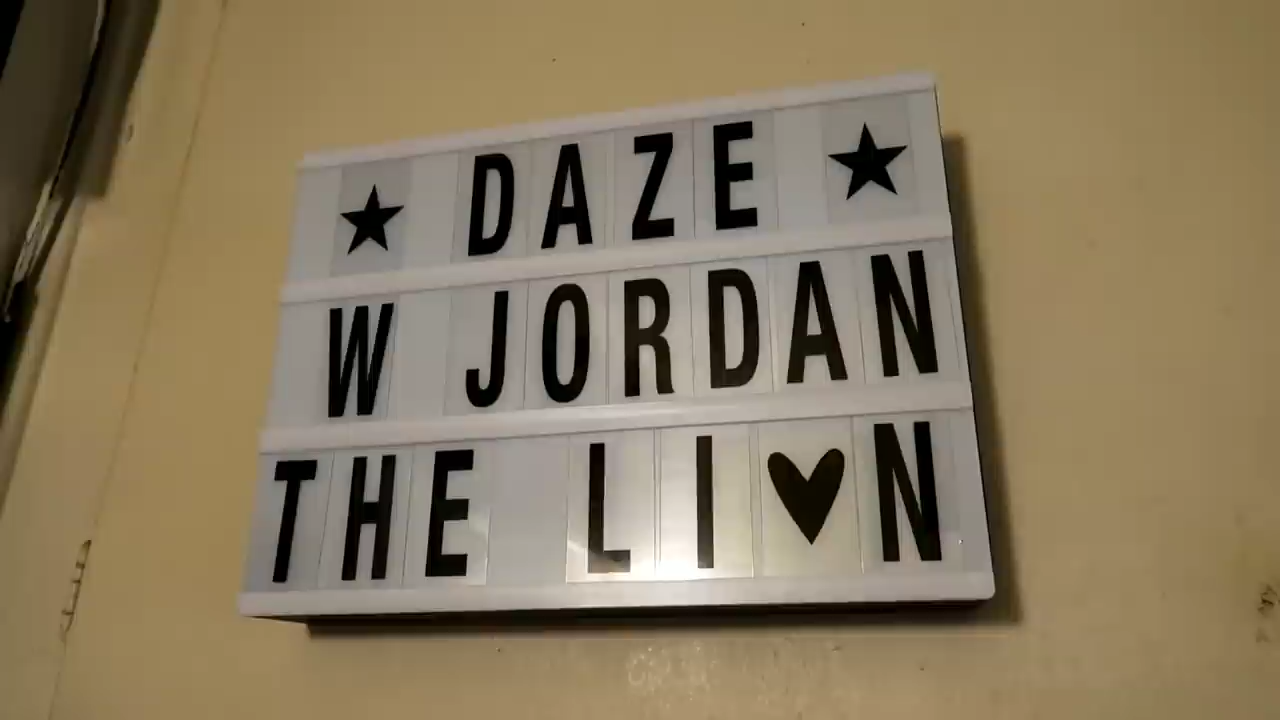 ★ DAZE ★
W JORDAN
THE LI♥N